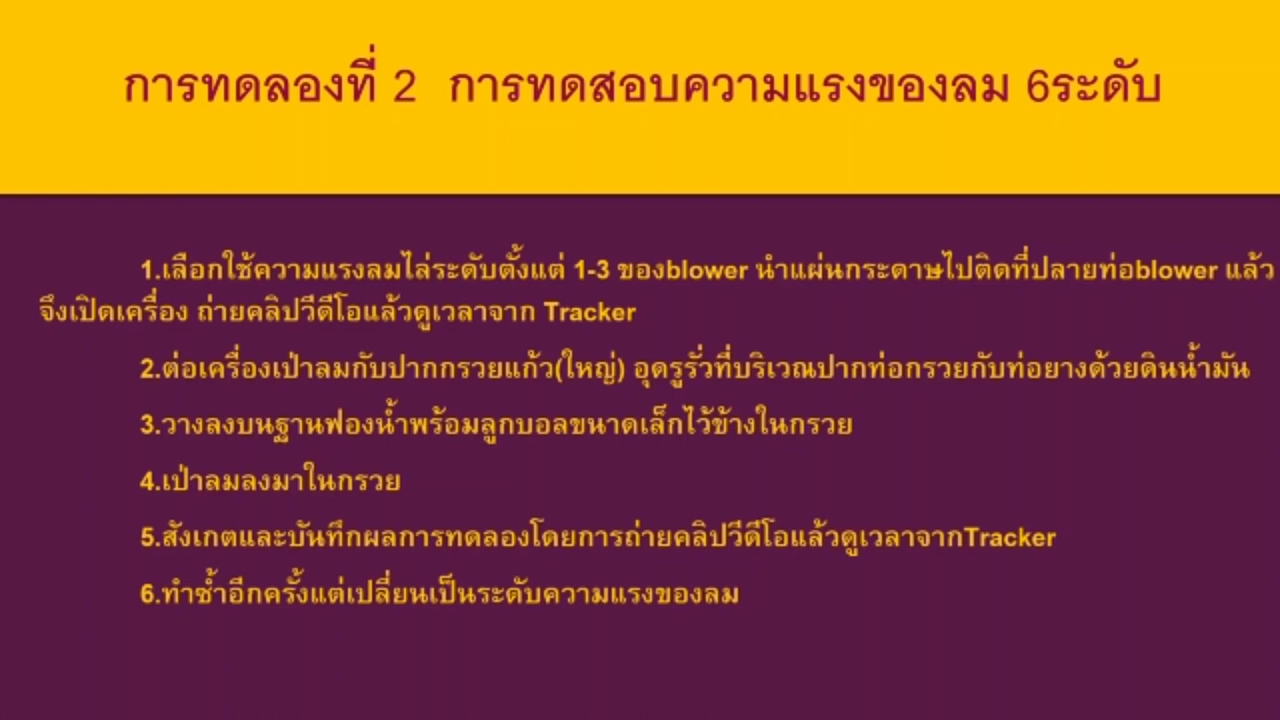 การทดลองที่ 2 การทดสอบความแรงของลม 6ระดับ
1.เลือกใช้ความแรงลมไล่ระดับตั้งแต่ 1-3 ของblower นำแผ่นกระดาษไปติดที่ปลายท่อblower แล้ว
จึงเปิดเครื่อง ถ่ายคลิปวีดีโอแล้วดูเวลาจาก Tracker
2.ต่อเครื่องเป่าลมกับปากกรวยแก้ว(ใหญ่) อุดรูรั่วที่บริเวณปากท่อกรวยกับท่อยางด้วยดินน้ำมัน
3.วางลงบนฐานฟองน้ำพร้อมลูกบอลขนาดเล็กไว้ข้างในกรวย
4.เป่าลมลงมาในกรวย
5.สังเกตและบันทึกผลการทดลองโดยการถ่ายคลิปวีดีโอแล้วดูเวลาจากTracker
6.ทำซ้ำอีกครั้งแต่เปลี่ยนเป็นระดับความแรงของลม